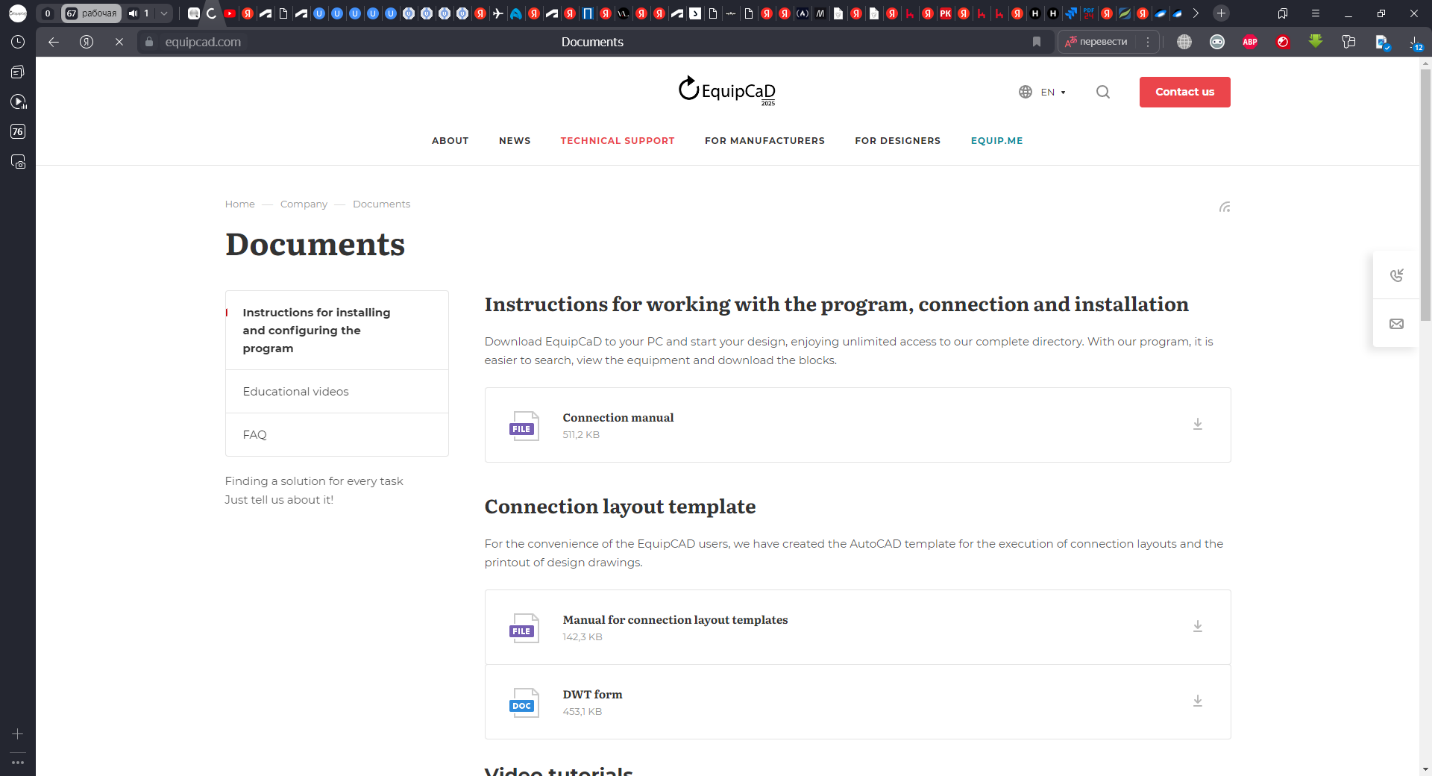 0
67 рабочая
1
equipcad.com
Documents
ABP
перевести
12
76
EquipCaD
2025
EN
Contact us
ABOUT
NEWS
TECHNICAL SUPPORT
FOR MANUFACTURERS
FOR DESIGNERS
EQUIP.ME
Home — Company — Documents
Documents
Instructions for installing
and configuring the
program
Educational videos
FAQ
Finding a solution for every task
Just tell us about it!
Instructions for working with the program, connection and installation
Download EquipCaD to your PC and start your design, enjoying unlimited access to our complete directory. With our program, it is
easier to search, view the equipment and download the blocks.
FILE
Connection manual
511,2 KB
Connection layout template
For the convenience of the EquipCAD users, we have created the AutoCAD template for the execution of connection layouts and the
printout of design drawings.
FILE
Manual for connection layout templates
142,3 KB
DOC
DWT form
453,1 KB
Video tutorials